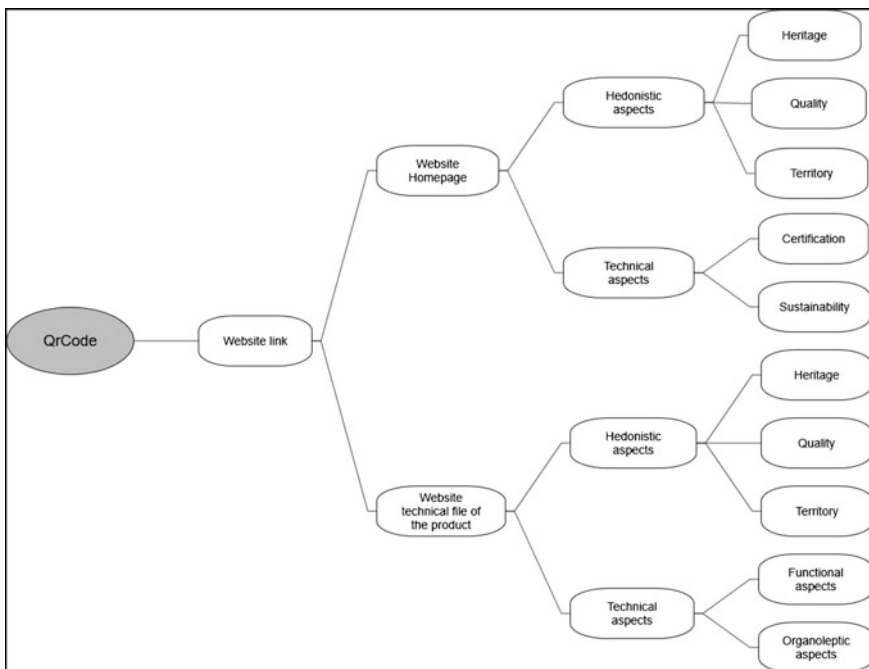 Heritage
Hedonistic
aspects
Quality
Website
Homepage
Territory
Certification
Technical
aspects
Sustainability
QrCode
Website link
Heritage
Hedonistic
aspects
Quality
Website
technical file of
the product
Territory
Functional
aspects
Technical
aspects
Organoleptic
aspects